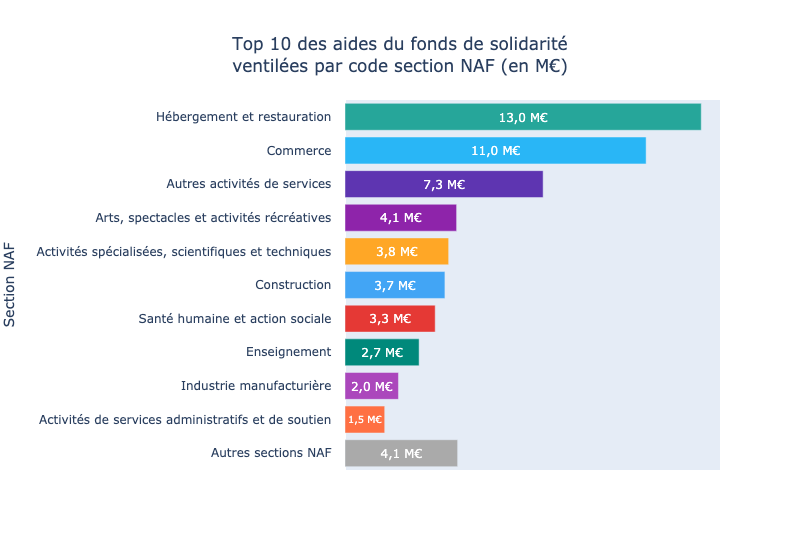 Top 10 des aides du fonds de solidarité
ventilées par code section NAF (en M€)
Section NAF
Hébergement et restauration 13,0 M€
Commerce 11,0 M€
Autres activités de services 7,3 M€
Arts, spectacles et activités récréatives 4,1 M€
Activités spécialisées, scientifiques et techniques 3,8 M€
Construction 3,7 M€
Santé humaine et action sociale 3,3 M€
Enseignement 2,7 M€
Industrie manufacturière 2,0 M€
Activités de services administratifs et de soutien 1,5 M€
Autres sections NAF 4,1 M€